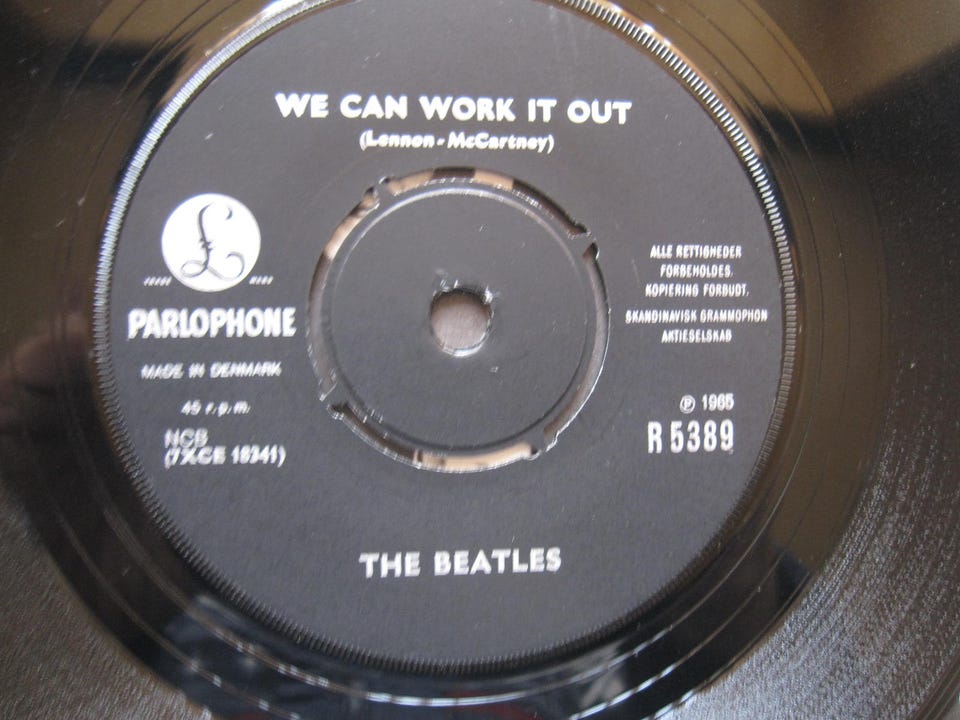 WE CAN WORK IT OUT
(Lennon-McCartney)
£
PARLOPHONE
MADE IN DENMARK
45 r.p.m.
NCB
(7XCE 18341)
ALLE RETTIGHEDER
FORBEHOLDES.
KOPIERING FORBUDT.
SKANDINAVISK GRAMMOPHON
AKTIESELSKAB
℗ 1965
R 5389
THE BEATLES